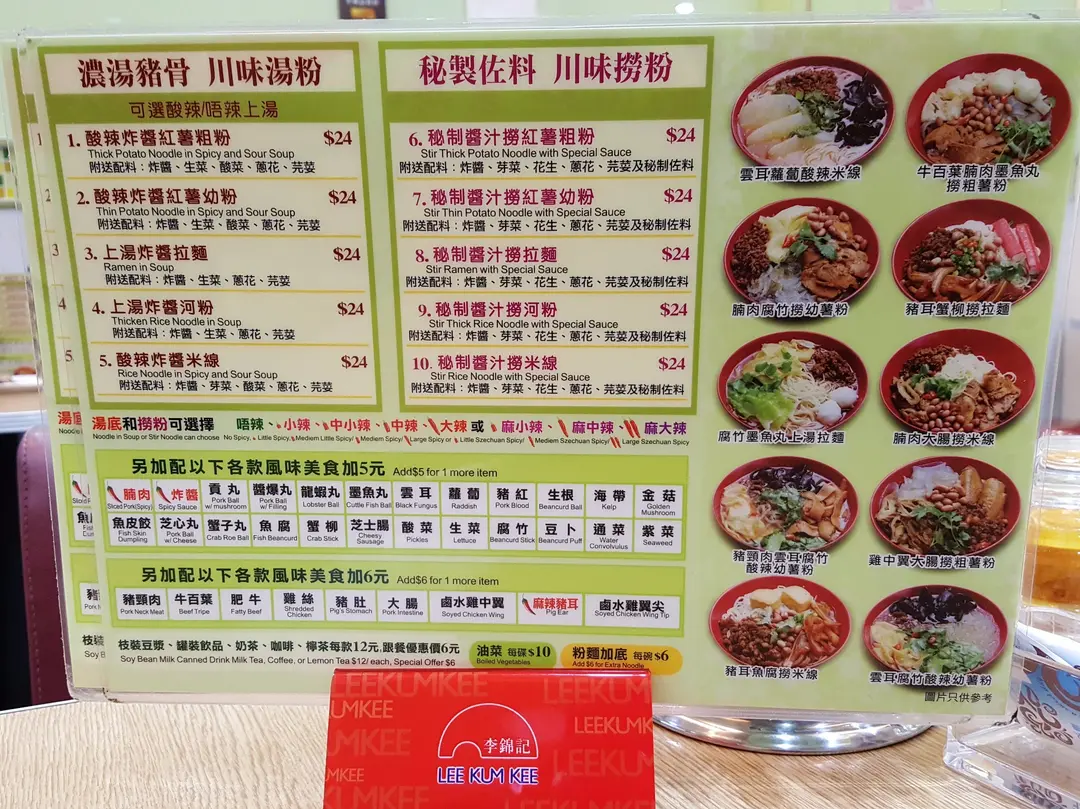 濃湯豬骨 川味湯粉
可選酸辣/唔辣上湯
1. 酸辣炸醬紅薯粗粉 $24
Thick Potato Noodle in Spicy and Sour Soup
附送配料：炸醬、生菜、酸菜、蔥花、芫荽
2. 酸辣炸醬紅薯幼粉 $24
Thin Potato Noodle in Spicy and Sour Soup
附送配料：炸醬、生菜、酸菜、蔥花、芫荽
3. 上湯炸醬拉麵 $24
Ramen in Soup
附送配料：炸醬、生菜、蔥花、芫荽
4. 上湯炸醬河粉 $24
Thicken Rice Noodle in Soup
附送配料：炸醬、生菜、蔥花、芫荽
5. 酸辣炸醬米線 $24
Rice Noodle in Spicy and Sour Soup
附送配料：炸醬、芽菜、酸菜、蔥花、芫荽
秘製佐料 川味撈粉
6. 秘制醬汁撈紅薯粗粉 $24
Stir Thick Potato Noodle with Special Sauce
附送配料：炸醬、芽菜、花生、蔥花、芫荽及秘制佐料
7. 秘制醬汁撈紅薯幼粉 $24
Stir Thin Potato Noodle with Special Sauce
附送配料：炸醬、芽菜、花生、蔥花、芫荽及秘制佐料
8. 秘制醬汁撈拉麵 $24
Stir Ramen with Special Sauce
附送配料：炸醬、芽菜、花生、蔥花、芫荽及秘制佐料
9. 秘制醬汁撈河粉 $24
Stir Thick Rice Noodle with Special Sauce
附送配料：炸醬、芽菜、花生、蔥花、芫荽及秘制佐料
10. 秘制醬汁撈米線 $24
Stir Rice Noodle with Special Sauce
附送配料：炸醬、芽菜、花生、蔥花、芫荽及秘制佐料
湯底和撈粉可選擇 唔辣、小辣、中小辣、中辣、大辣 或 麻小辣、麻中辣、麻大辣
Noodle in Soup or Stir Noodle can choose No Spicy, Little Spicy, Mediem Little Spicy/ Mediem Spicy/ Large Spicy or Little Szechuan Spicy/ Medieem Szechuan Spicy/ Large Szechuan Spicy
另加配以下各款風味美食加5元 Add$5 for 1 more item
腩肉 炸醬 貢丸 醬爆丸 龍蝦丸 墨魚丸 雲耳 蘿蔔 豬紅 生根 海帶 金菇
Sliced Pork(Spicy) Spicy Sauce Pork Ball w/ mushroom Pork Ball w/ Filling Lobster Ball Cuttle Fish Ball Black Fungus Raddish Pork Blood Beancurd Ball Kelp Golden Mushroom
魚皮餃 芝心丸 蟹子丸 魚腐 蟹柳 芝士腸 酸菜 生菜 腐竹 豆卜 通菜 紫菜
Fish Skin Dumpling Pork Ball w/ Cheese Crab Roe Ball Fish Beancurd Crab Stick Cheesy Sausage Pickles Lettuce Beancurd Stick Beancurd Puff Water Convolvulus Seaweed
另加配以下各款風味美食加6元 Add$6 for 1 more item
豬頸肉 牛百葉 肥牛 雞絲 豬肚 大腸 鹵水雞中翼 麻辣豬耳 鹵水雞翼尖
Pork Neck Meat Beef Tripe Fatty Beef Shredded Chicken Pig's Stomach Pork Intestine Soyed Chicken Wing Pig Ear Soyed Chicken Wing Tip
枝裝豆漿、罐裝飲品、奶茶、咖啡、檸茶每款12元,跟餐優惠價6元
Soy Bean Milk Canned Drink Milk Tea, Coffee, or Lemon Tea $12/ each, Special Offer $6
油菜 每碟$10
Boiled Vegetables
粉麵加底 每碗$6
Add $6 for Extra Noodle
雲耳蘿蔔酸辣米線
牛百葉腩肉墨魚丸
撈粗薯粉
腩肉腐竹撈幼薯粉
豬耳蟹柳撈拉麵
腐竹墨魚丸上湯拉麵
腩肉大腸撈米線
豬頸肉雲耳腐竹
酸辣幼薯粉
雞中翼大腸撈粗薯粉
豬耳魚腐撈米線
雲耳腐竹酸辣幼薯粉
圖片只供參考
LEEKUMKEE
李錦記
LEE KUM KEE